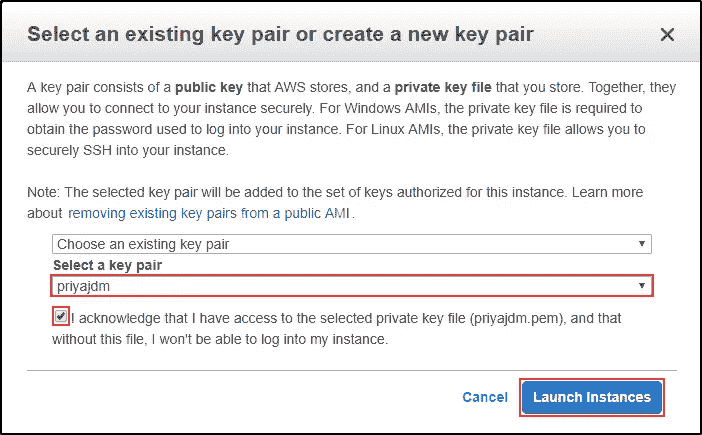 Select an existing key pair or create a new key pair
A key pair consists of a public key that AWS stores, and a private key file that you store. Together, they
allow you to connect to your instance securely. For Windows AMIs, the private key file is required to
obtain the password used to log into your instance. For Linux AMIs, the private key file allows you to
securely SSH into your instance.
Note: The selected key pair will be added to the set of keys authorized for this instance. Learn more
about removing existing key pairs from a public AMI.
Choose an existing key pair
Select a key pair
priyajdm
I acknowledge that I have access to the selected private key file (priyajdm.pem), and that
without this file, I won't be able to log into my instance.
Cancel Launch Instances